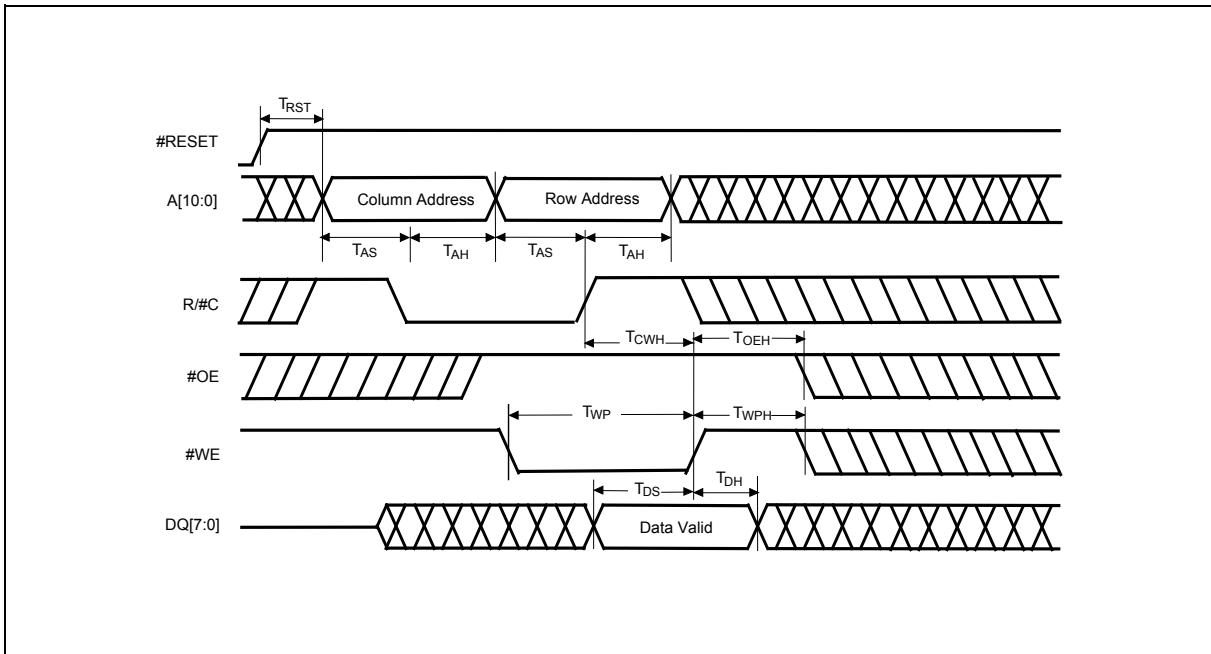 TRST
#RESET
A[10:0]
Column Address
Row Address
TAS
TAH
TAS
TAH
R/#C
TCWH
TOEH
#OE
TWP
TWPH
#WE
TDS
TDH
DQ[7:0]
Data Valid